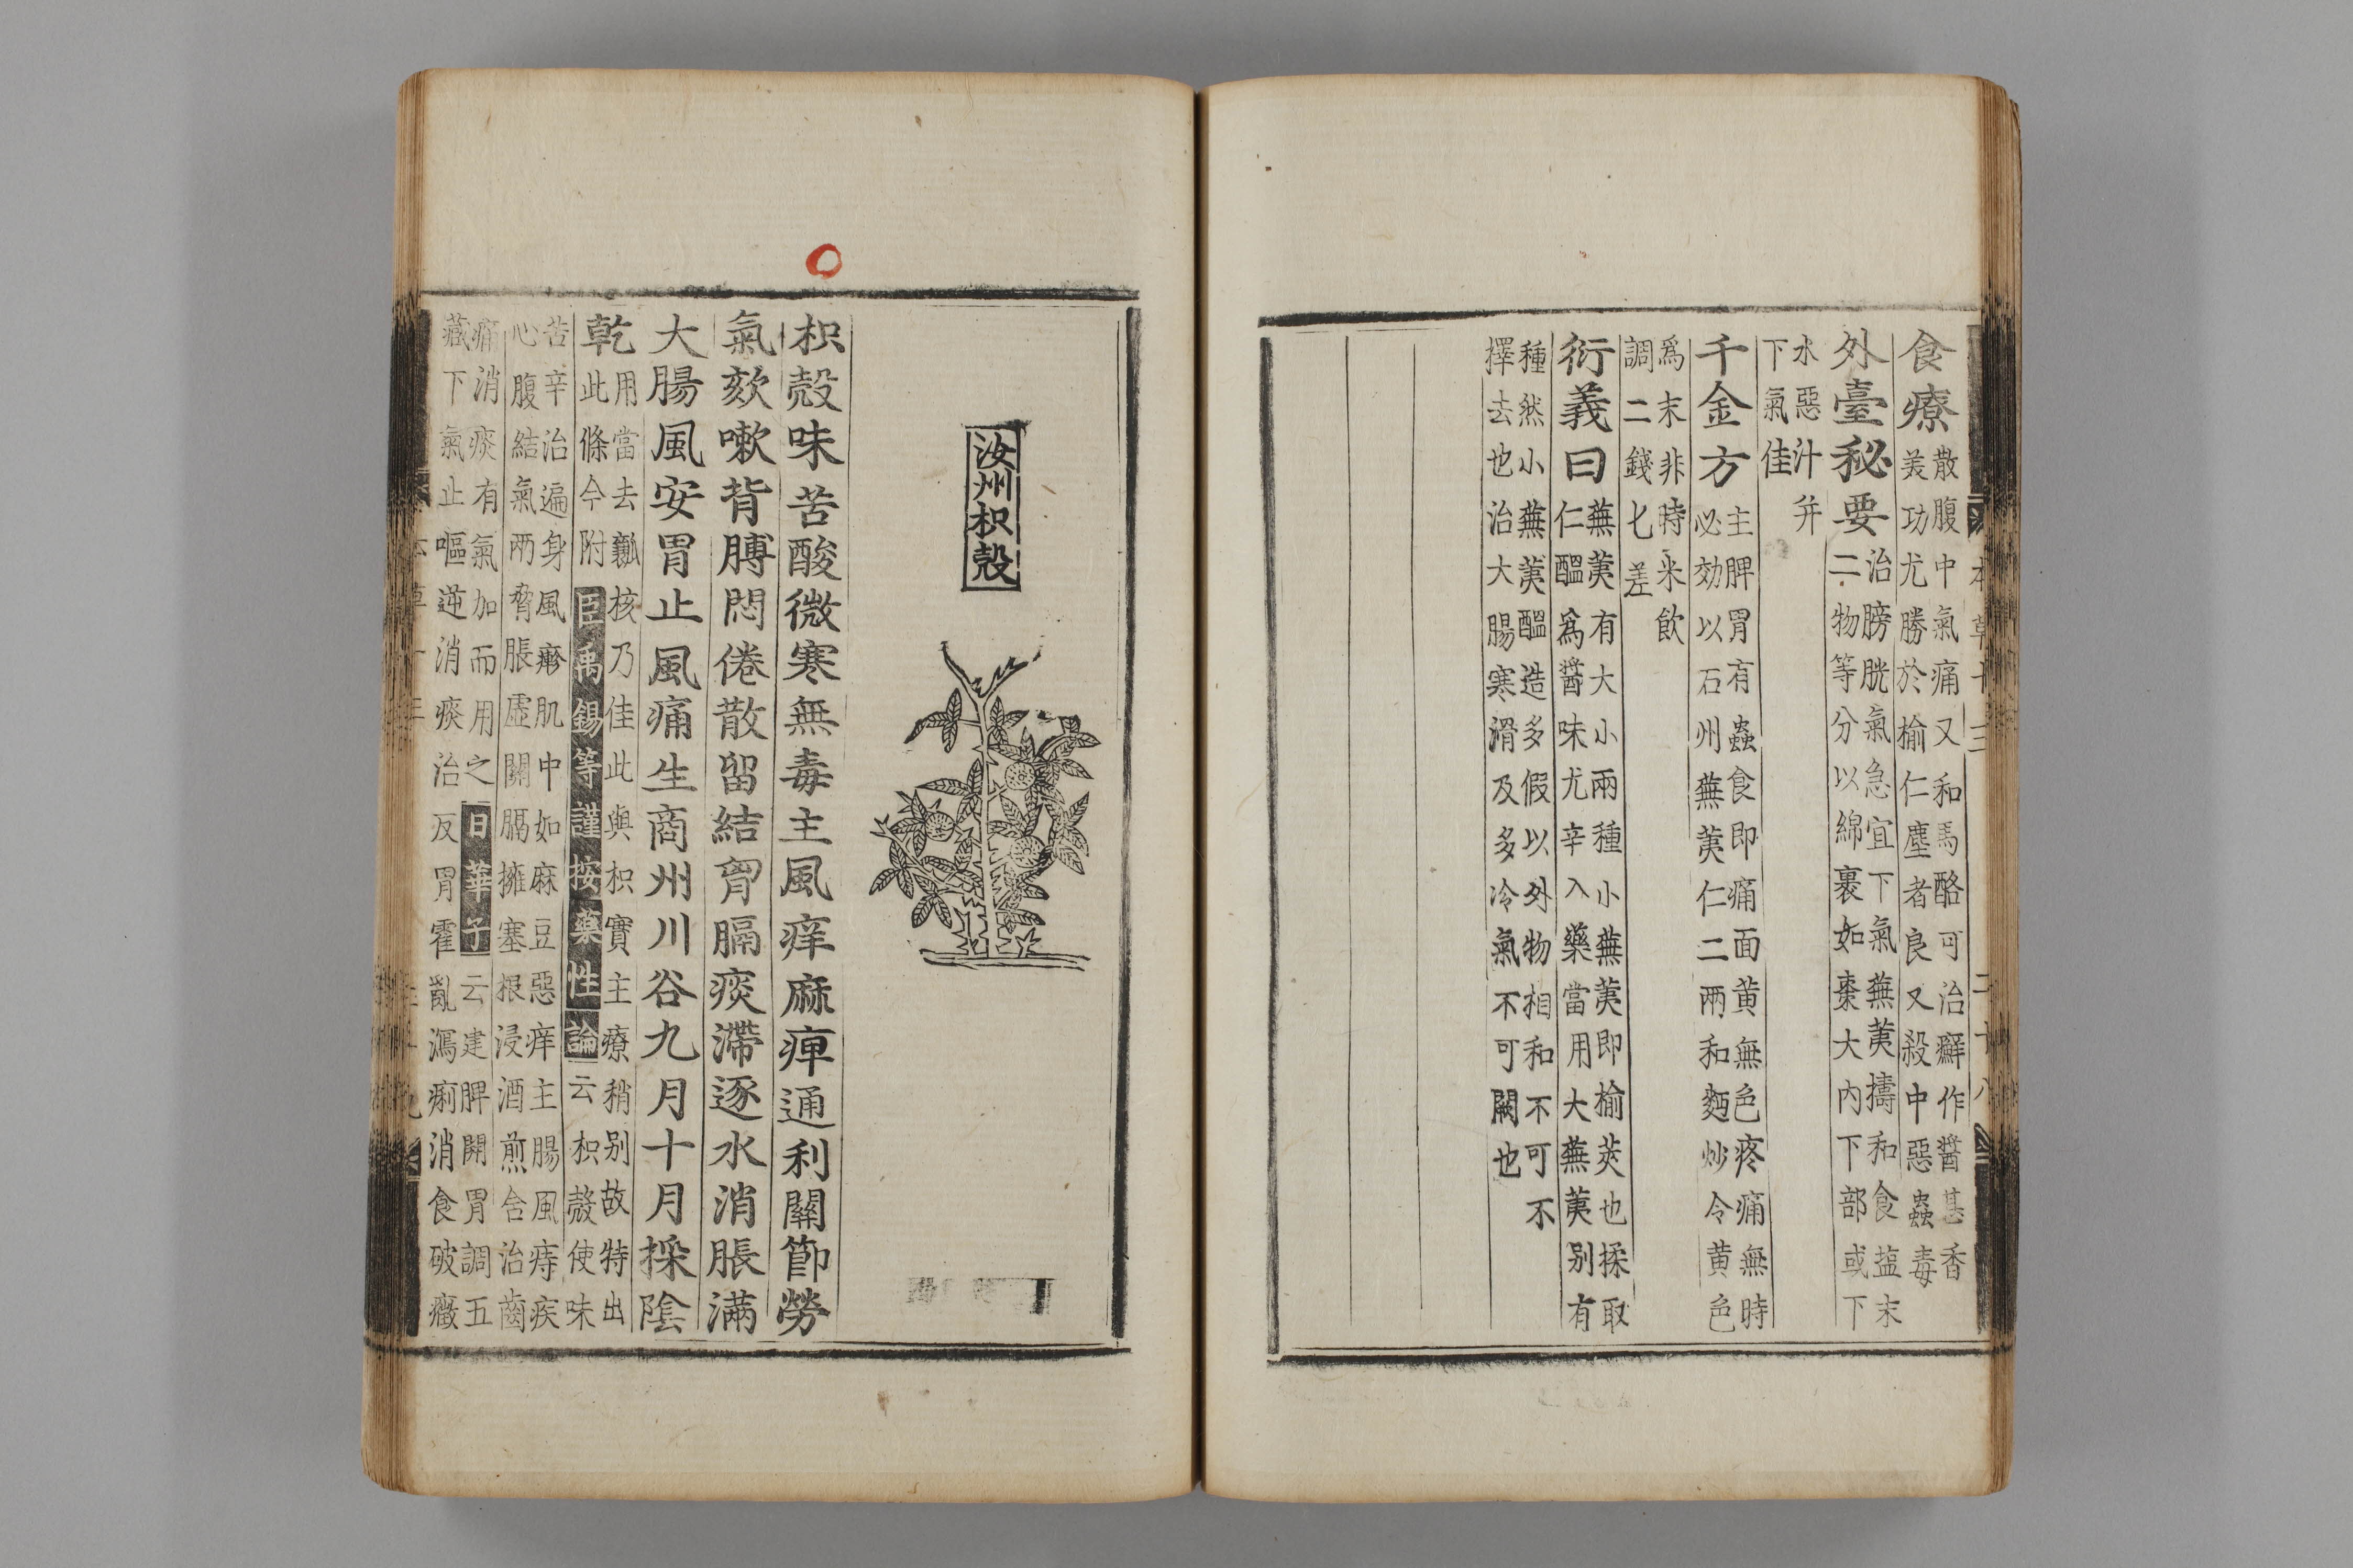 食療散腹中氣痛又和馬酪可治癬作醬甚香
羙功尤勝於榆仁塵者良又殺中惡蟲毒
外臺秘要治膀胱氣急宜下氣蕪荑擣和食盐末
二物等分以綿裹如棗大内下部或下
水惡汁并
下氣佳
千金方主脾胃有蟲食即痛面黄無色疼痛無時
必効以石州蕪荑仁二兩和麪炒令黄色
爲末非時米飲
調二錢匕差
衍義曰蕪荑有大小兩種小蕪荑即榆莢也揉取
仁醖爲醬味尤辛入藥當用大蕪荑别有
種然小蕪荑醖造多假以外物相和不可不
擇去也治大腸寒滑及多冷氣不可闕也
汝州枳殻
枳殻味苦酸微寒無毒主風痒麻痺通利關節勞
氣欬嗽背膊悶倦散留結胷膈痰滯逐水消脹滿
大腸風安胃止風痛生商州川谷九月十月採陰
乾用當去瓤核乃佳此與枳實主療稍别故特出
此條今附臣禹錫等謹按藥性論云枳殻使味
苦辛治遍身風瘮肌中如麻豆惡痒主腸風痔疾
心腹結氣兩脅脹虚關膈擁塞根浸酒煎含治齒
痛消痰有氣加而用之日華子云建脾開胃調五
藏下氣止嘔逆消痰治反胃霍亂瀉痢消食破癥